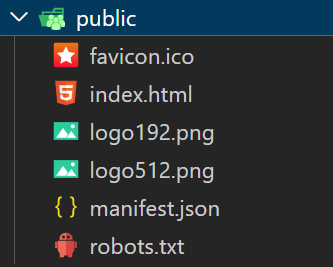 public
favicon.ico
index.html
logo192.png
logo512.png
manifest.json
robots.txt